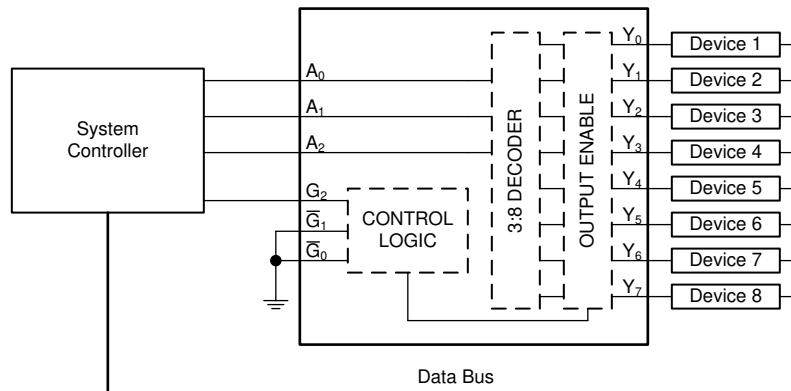 System
Controller
A0
A1
A2
G2
G̅1
G̅0
CONTROL
LOGIC
3:8 DECODER
OUTPUT ENABLE
Y0
Y1
Y2
Y3
Y4
Y5
Y6
Y7
Device 1
Device 2
Device 3
Device 4
Device 5
Device 6
Device 7
Device 8
Data Bus